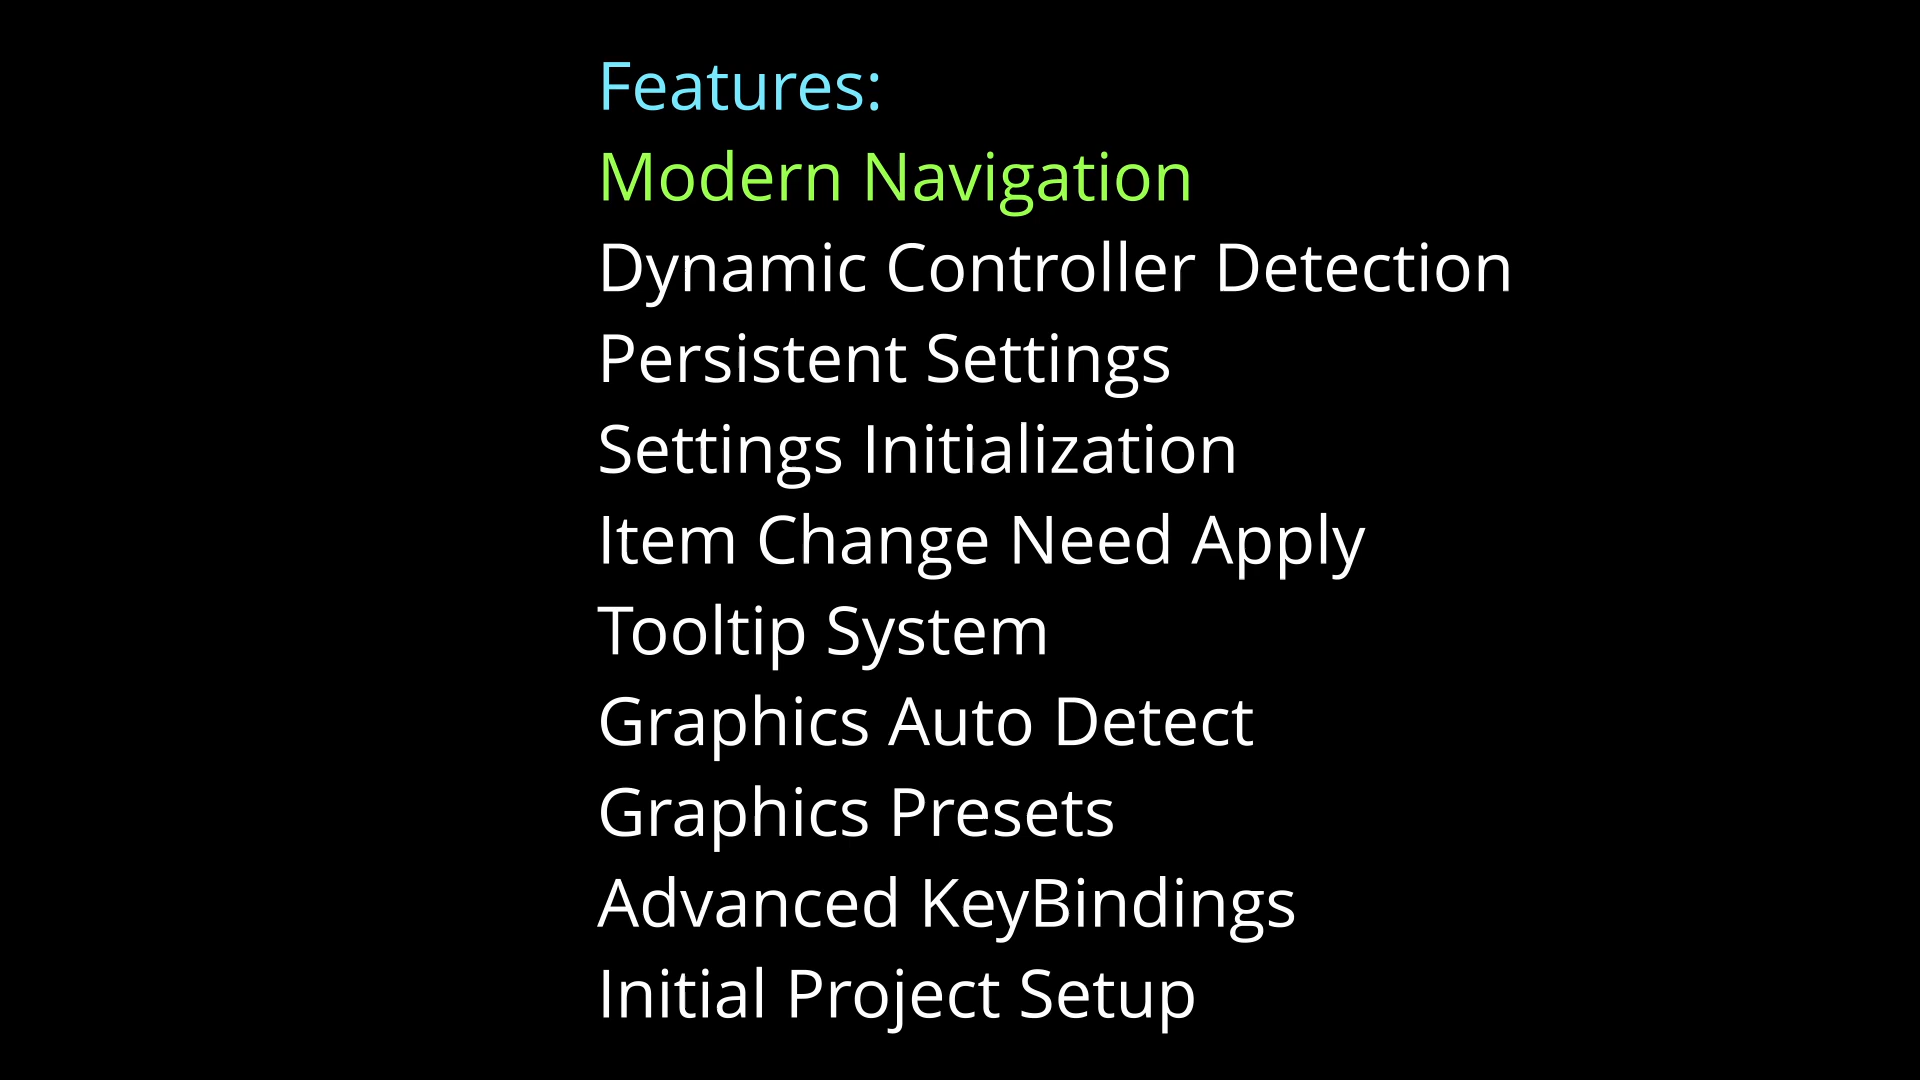 Features:
Modern Navigation
Dynamic Controller Detection
Persistent Settings
Settings Initialization
Item Change Need Apply
Tooltip System
Graphics Auto Detect
Graphics Presets
Advanced KeyBindings
Initial Project Setup